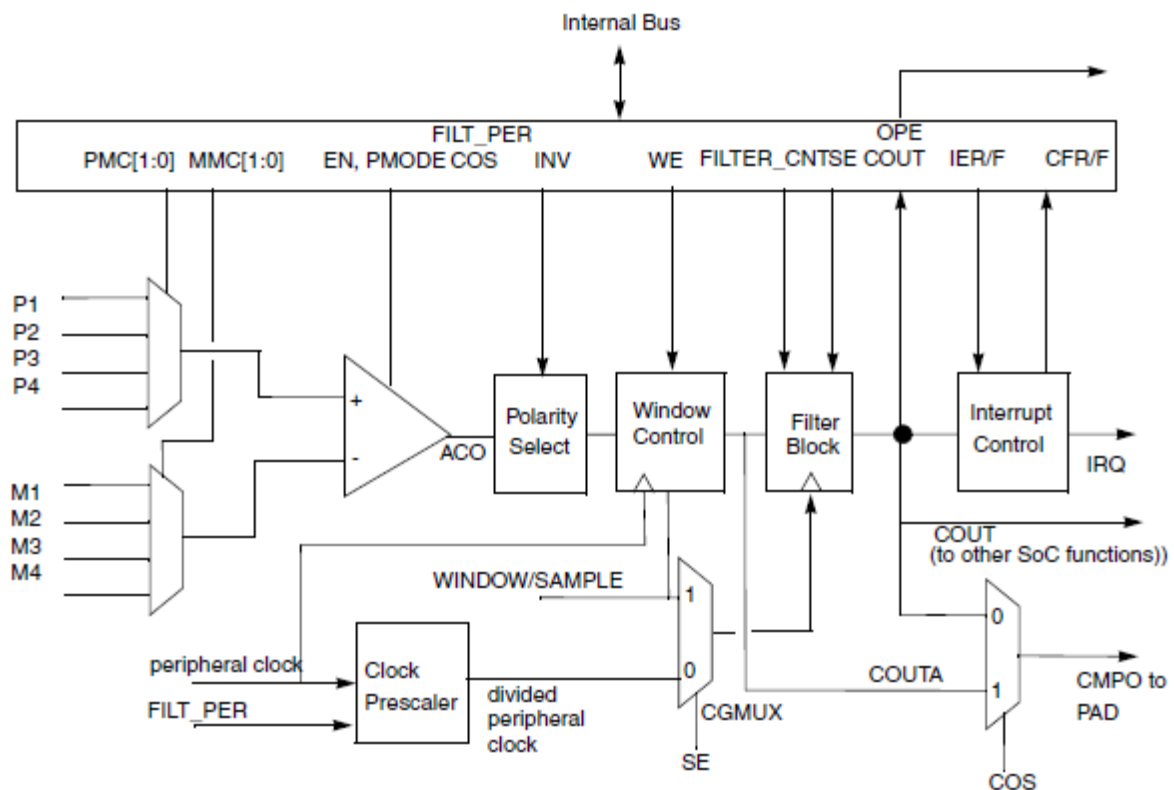 Internal Bus
FILT_PER
OPE
PMC[1:0] MMC[1:0] EN, PMODE COS INV WE FILTER_CNTSE COUT IER/F CFR/F
P1
P2
P3
P4
+
-
ACO
Polarity
Select
Window
Control
Filter
Block
Interrupt
Control
IRQ
M1
M2
M3
M4
COUT
(to other SoC functions))
WINDOW/SAMPLE
1
0
CGMUX
SE
peripheral clock
FILT_PER
Clock
Prescaler
divided
peripheral
clock
COUTA
0
1
CMPO to
PAD
COS